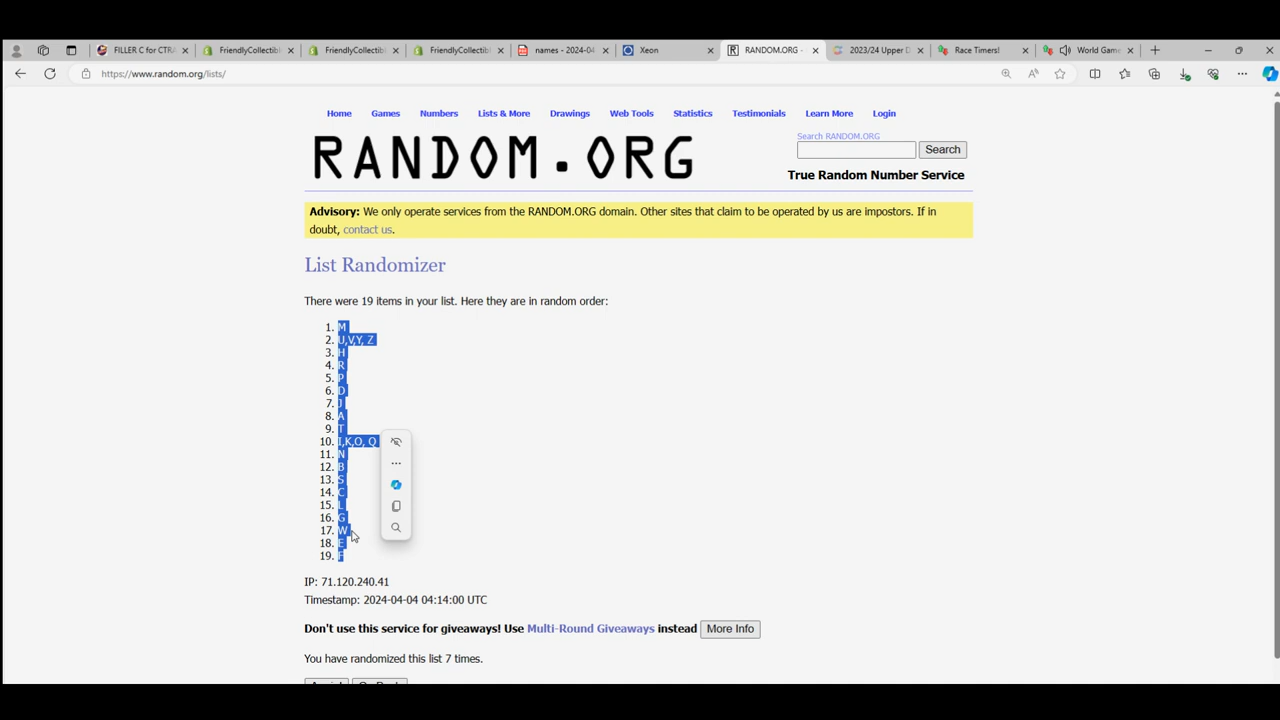 FILLER C for CTRA
FriendlyCollectibl
FriendlyCollectibl
FriendlyCollectibl
names - 2024-04-
Xeon
RANDOM.ORG -
2023/24 Upper D
Race Timers!
World Game
https://www.random.org/lists/
Home Games Numbers Lists & More Drawings Web Tools Statistics Testimonials Learn More Login
RANDOM.ORG
Search RANDOM.ORG
Search
True Random Number Service
Advisory: We only operate services from the RANDOM.ORG domain. Other sites that claim to be operated by us are impostors. If in
doubt, contact us.
List Randomizer
There were 19 items in your list. Here they are in random order:
1. M
2. U,V,Y, Z
3. H
4. R
5. P
6. D
7. J
8. A
9. T
10. I,K,O, Q
11. N
12. B
13. S
14. C
15. L
16. G
17. W
18. E
19. F
IP: 71.120.240.41
Timestamp: 2024-04-04 04:14:00 UTC
Don't use this service for giveaways! Use Multi-Round Giveaways instead More Info
You have randomized this list 7 times.